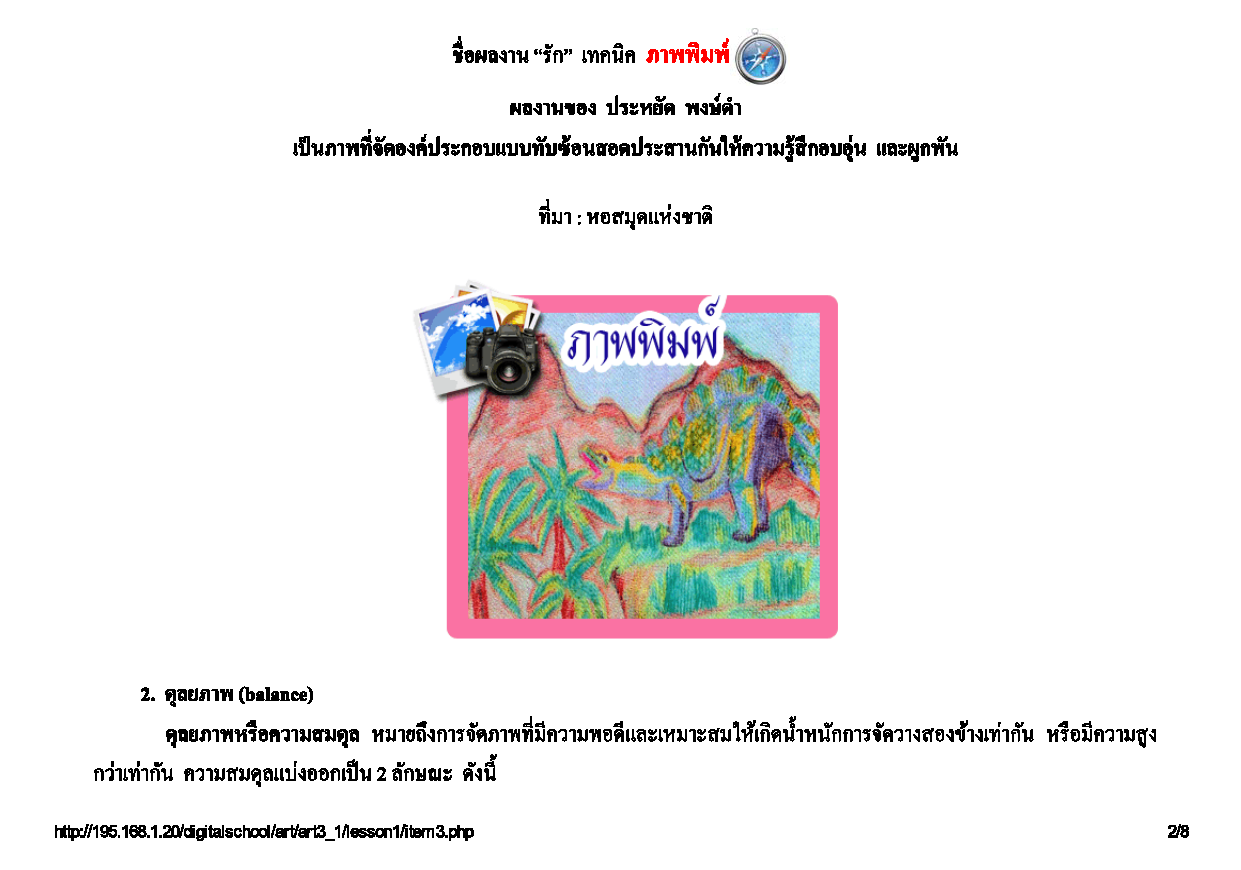 ชื่อผลงาน “รัก” เทคนิค ภาพพิมพ์
ผลงานของ ประหยัด พงษ์ดำ
เป็นภาพที่จัดองค์ประกอบแบบทับซ้อนสอดประสานกันให้ความรู้สึกอบอุ่น และผูกพัน
ที่มา : หอสมุดแห่งชาติ
ภาพพิมพ์
2. ดุลยภาพ (balance)
ดุลยภาพหรือความสมดุล หมายถึงการจัดภาพที่มีความพอดีและเหมาะสมให้เกิดน้ำหนักการจัดวางสองข้างเท่ากัน หรือมีความสูง
กว่าเท่ากัน ความสมดุลแบ่งออกเป็น 2 ลักษณะ ดังนี้
http://195.168.1.20/digitalschool/art/art3_1/lesson1/item3.php 2/8